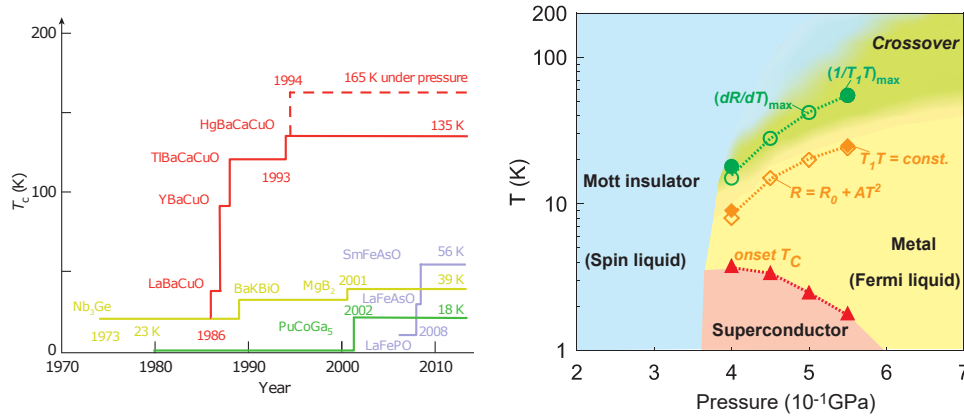 200
100
0
T_c (K)
1970
1980
1990
2000
2010
Year
1994
165 K under pressure
HgBaCaCuO
135 K
TlBaCaCuO
1993
YBaCuO
LaBaCuO
1986
Nb3Ge
1973
23 K
BaKBiO
MgB2
2001
39 K
SmFeAsO
56 K
LaFeAsO
2002
18 K
PuCoGa5
2008
LaFePO
200
100
10
1
T (K)
2
3
4
5
6
7
Pressure (10-1GPa)
Crossover
(1/T1T)max
(dR/dT)max
T1T = const.
Mott insulator
R = R0 + AT2
(Spin liquid)
onset TC
Metal
(Fermi liquid)
Superconductor